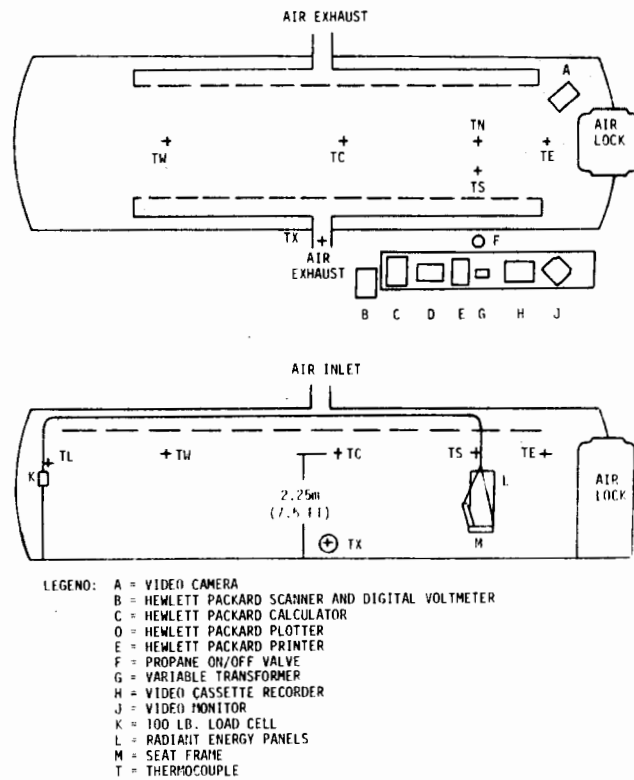 AIR EXHAUST
A
AIR
LOCK
TN
TW
TC
TE
TS
TX
AIR
EXHAUST
F
B C D E G H J
AIR INLET
TL
TW
TC
TS
TE
K
L
AIR
LOCK
2.25m
(7.5 FT)
TX
M
LEGENO: A = VIDEO CAMERA
B = HEWLETT PACKARD SCANNER AND DIGITAL VOLTMETER
C = HEWLETT PACKARD CALCULATOR
O = HEWLETT PACKARD PLOTTER
E = HEWLETT PACKARD PRINTER
F = PROPANE ON/OFF VALVE
G = VARIABLE TRANSFORMER
H = VIDEO CASSETTE RECORDER
J = VIDEO MONITOR
K = 100 LB. LOAD CELL
L = RADIANT ENERGY PANELS
M = SEAT FRAME
T = THERMOCOUPLE